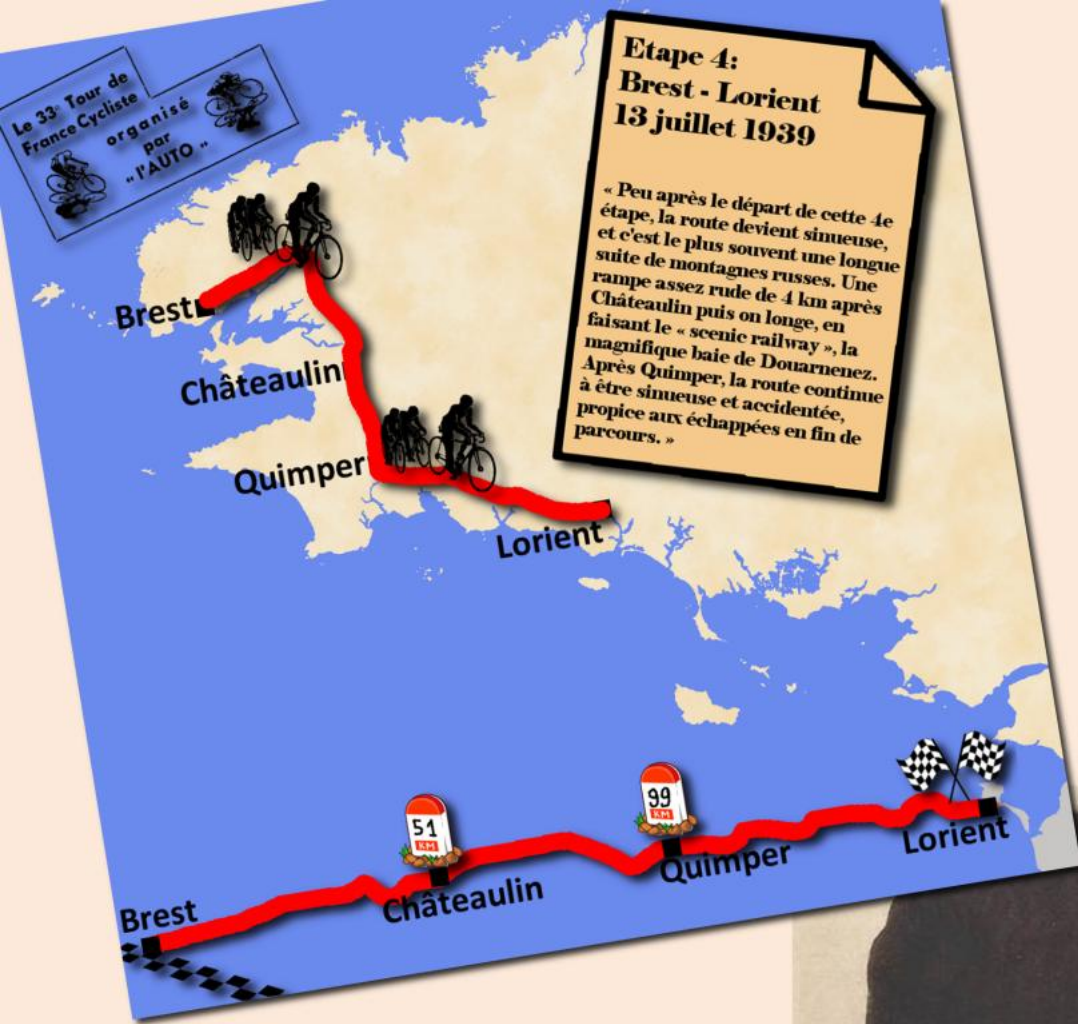 Le 33e Tour de
France Cycliste
organisé
par
" l'AUTO "
Etape 4:
Brest - Lorient
13 juillet 1939
« Peu après le départ de cette 4e
étape, la route devient sinueuse,
et c'est le plus souvent une longue
suite de montagnes russes. Une
rampe assez rude de 4 km après
Châteaulin puis on longe, en
faisant le « scenic railway », la
magnifique baie de Douarnenez.
Après Quimper, la route continue
à être sinueuse et accidentée,
propice aux échappées en fin de
parcours. »
Brest
Châteaulin
Quimper
Lorient
51
KM
99
KM
Brest
Châteaulin
Quimper
Lorient